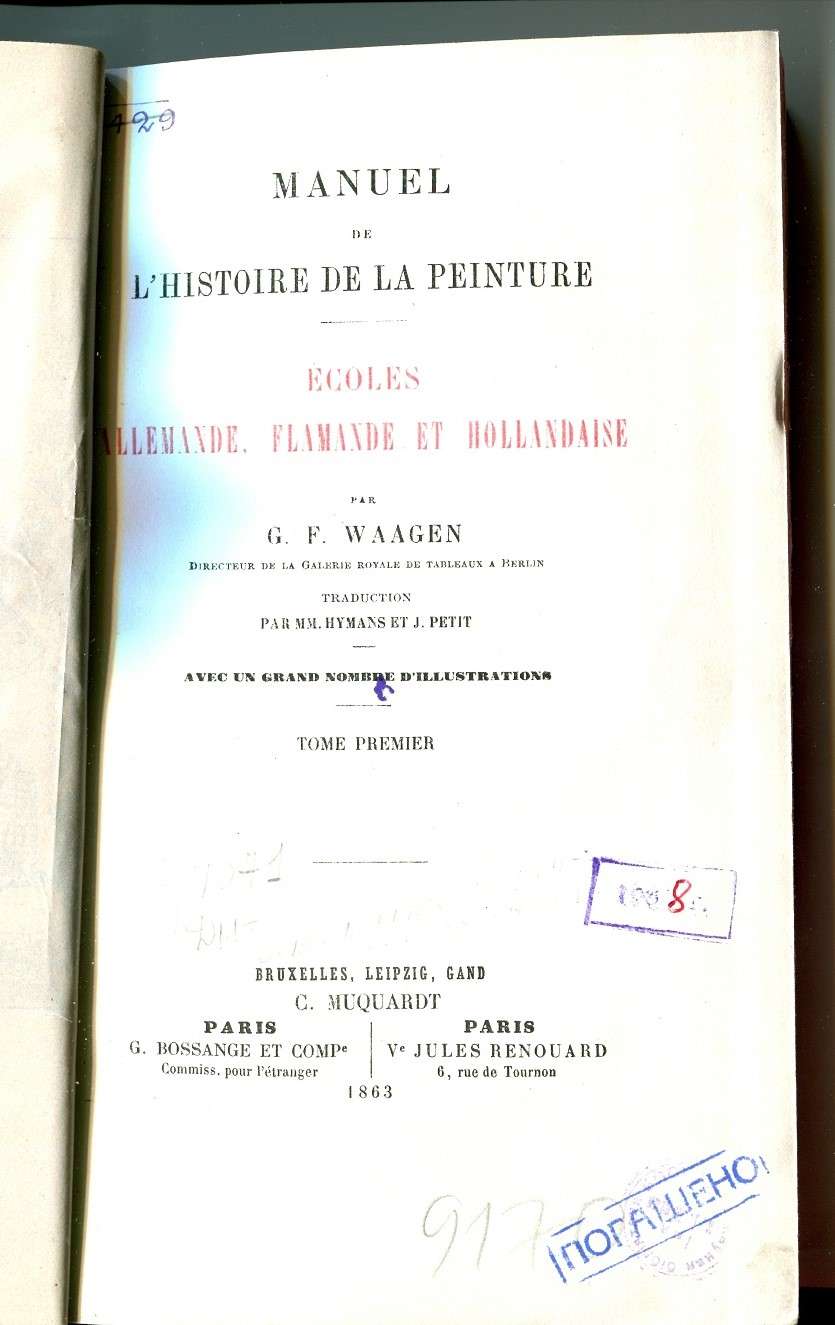 429
MANUEL
DE
L'HISTOIRE DE LA PEINTURE
ÉCOLES
ALLEMANDE, FLAMANDE ET HOLLANDAISE
PAR
G. F. WAAGEN
DIRECTEUR DE LA GALERIE ROYALE DE TABLEAUX A BERLIN
TRADUCTION
PAR MM. HYMANS ET J. PETIT
AVEC UN GRAND NOMBRE D'ILLUSTRATIONS
TOME PREMIER
8
BRUXELLES, LEIPZIG, GAND
C. MUQUARDT
PARIS
G. BOSSANGE ET COMPe
Commiss. pour l'étranger
PARIS
Ve JULES RENOUARD
6, rue de Tournon
1863
917
ПОГАШЕНО